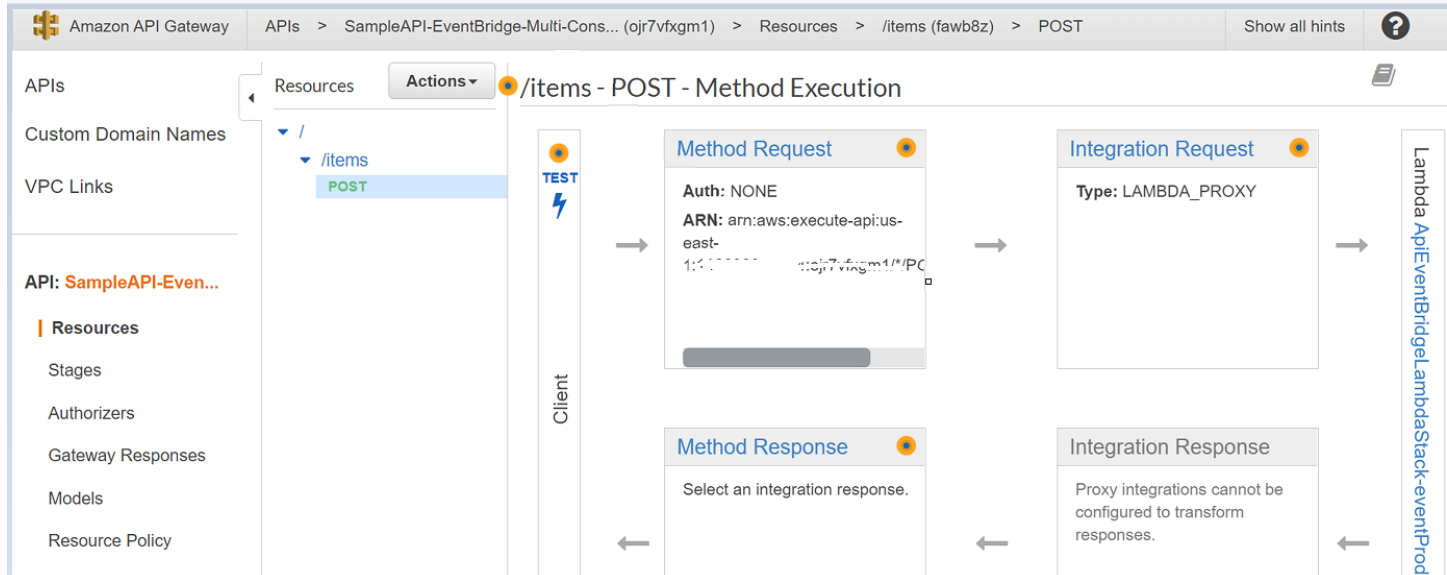 Amazon API Gateway APIs > SampleAPI-EventBridge-Multi-Cons... (ojr7vfxgm1) > Resources > /items (fawb8z) > POST Show all hints ?
APIs
Custom Domain Names
VPC Links
API: SampleAPI-Even...
Resources
Stages
Authorizers
Gateway Responses
Models
Resource Policy
Resources Actions
/
/items
POST
/items - POST - Method Execution
TEST
Client
Method Request
Auth: NONE
ARN: arn:aws:execute-api:us-
east-
ojr7vfxgm1/*/PO
Integration Request
Type: LAMBDA_PROXY
Lambda ApiEventBridgeLambdaStack-eventProd
Method Response
Select an integration response.
Integration Response
Proxy integrations cannot be
configured to transform
responses.